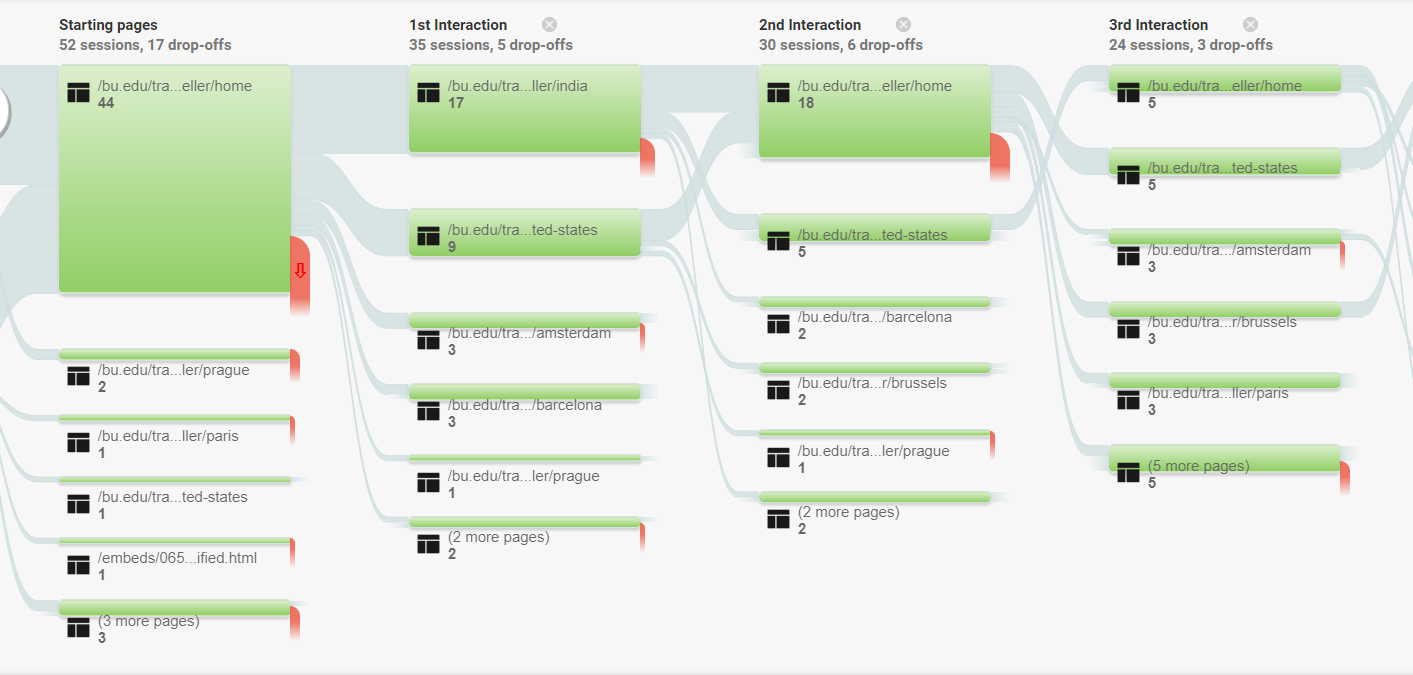 Starting pages
52 sessions, 17 drop-offs
/bu.edu/tra...eller/home
44
/bu.edu/tra...ler/prague
2
/bu.edu/tra...ller/paris
1
/bu.edu/tra...ted-states
1
/embeds/065...ified.html
1
(3 more pages)
3
1st Interaction
35 sessions, 5 drop-offs
/bu.edu/tra...ller/india
17
/bu.edu/tra...ted-states
9
/bu.edu/tra.../amsterdam
3
/bu.edu/tra.../barcelona
3
/bu.edu/tra...ler/prague
1
(2 more pages)
2
2nd Interaction
30 sessions, 6 drop-offs
/bu.edu/tra...eller/home
18
/bu.edu/tra...ted-states
5
/bu.edu/tra.../barcelona
2
/bu.edu/tra...r/brussels
2
/bu.edu/tra...ler/prague
1
(2 more pages)
2
3rd Interaction
24 sessions, 3 drop-offs
/bu.edu/tra...eller/home
5
/bu.edu/tra...ted-states
5
/bu.edu/tra.../amsterdam
3
/bu.edu/tra...r/brussels
3
/bu.edu/tra...ller/paris
3
(5 more pages)
5